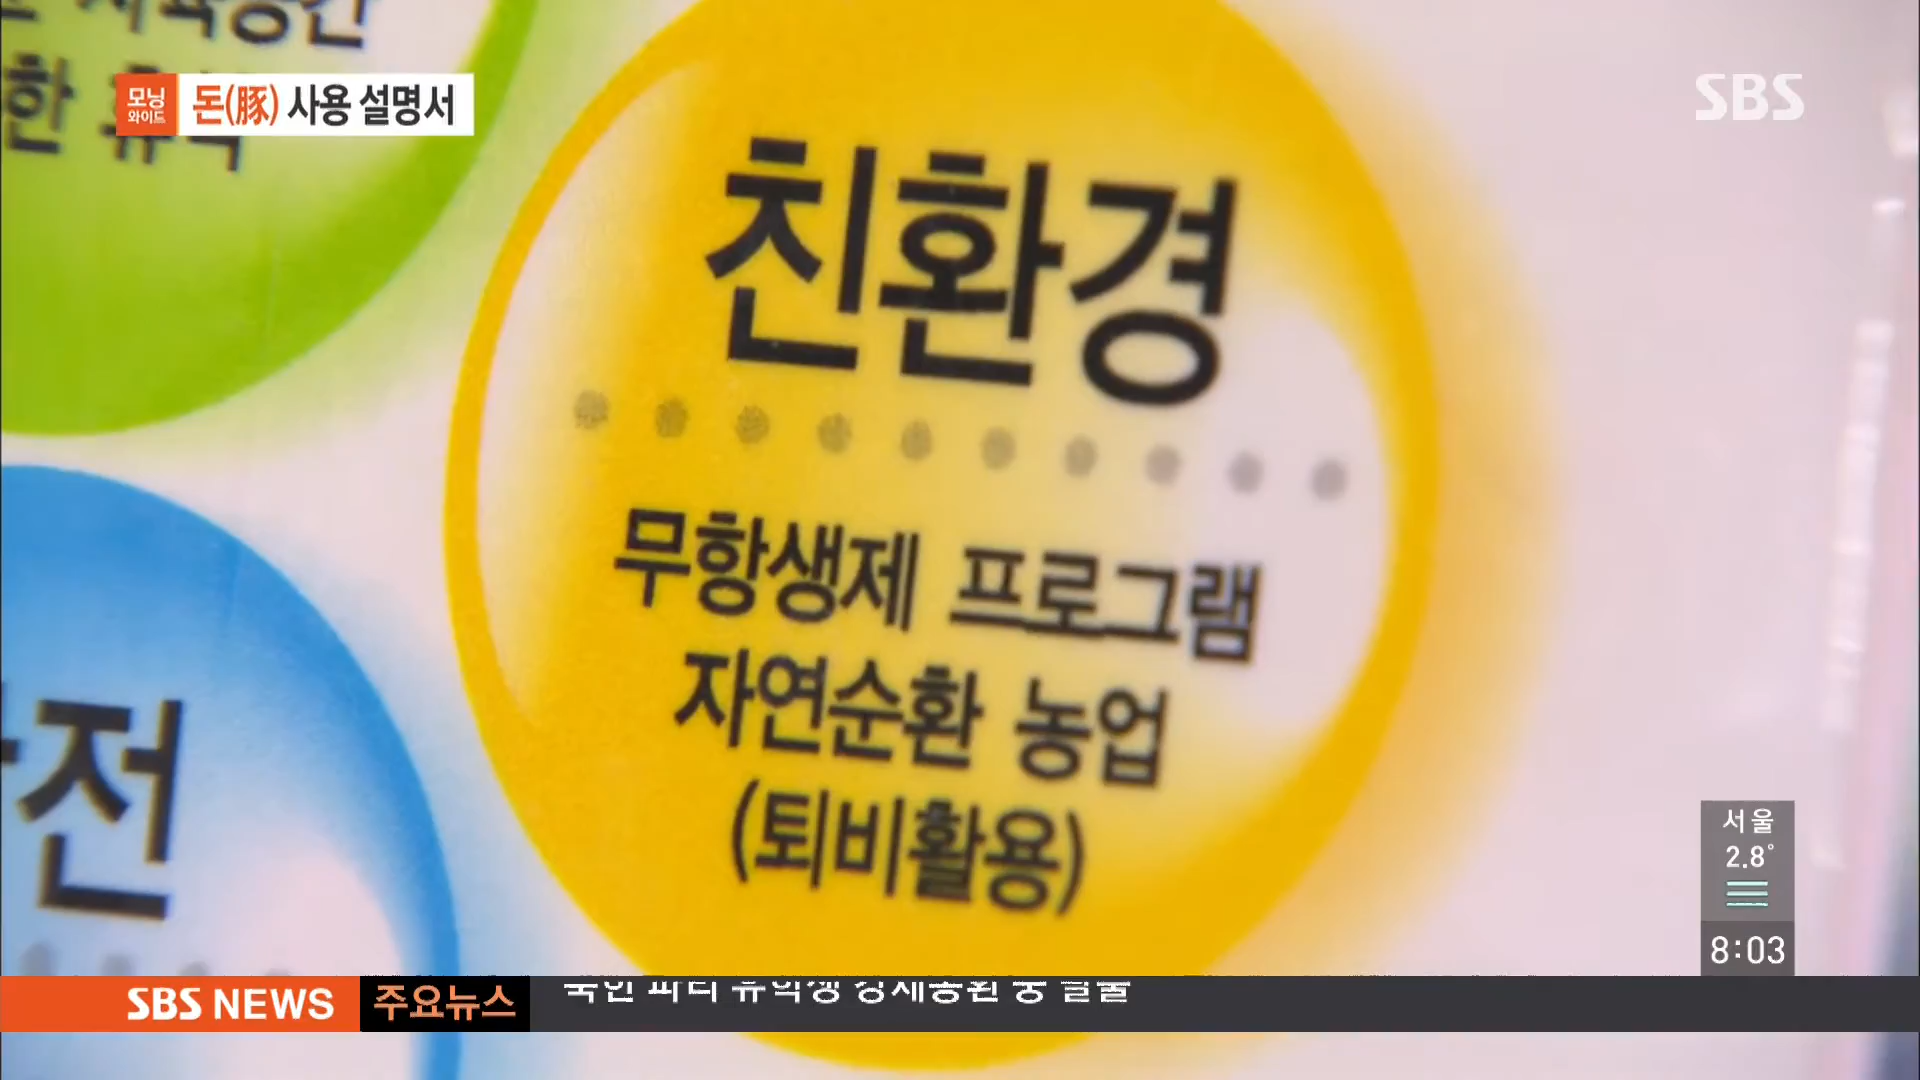 모닝
와이드
돈(豚) 사용 설명서
SBS
친환경
무항생제 프로그램
자연순환 농업
(퇴비활용)
전
서울
2.8°
8:03
SBS NEWS
주요뉴스